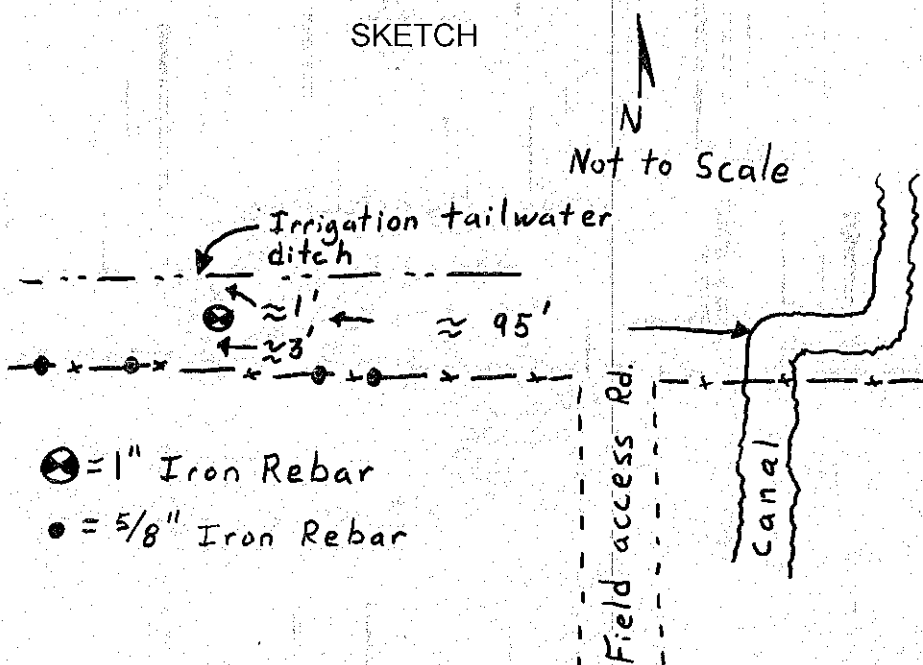 SKETCH
N
Not to Scale
Irrigation tailwater
ditch
≈ 1'
≈ 95'
≈3'
= 1" Iron Rebar
= 5/8" Iron Rebar
Field access Rd.
Canal